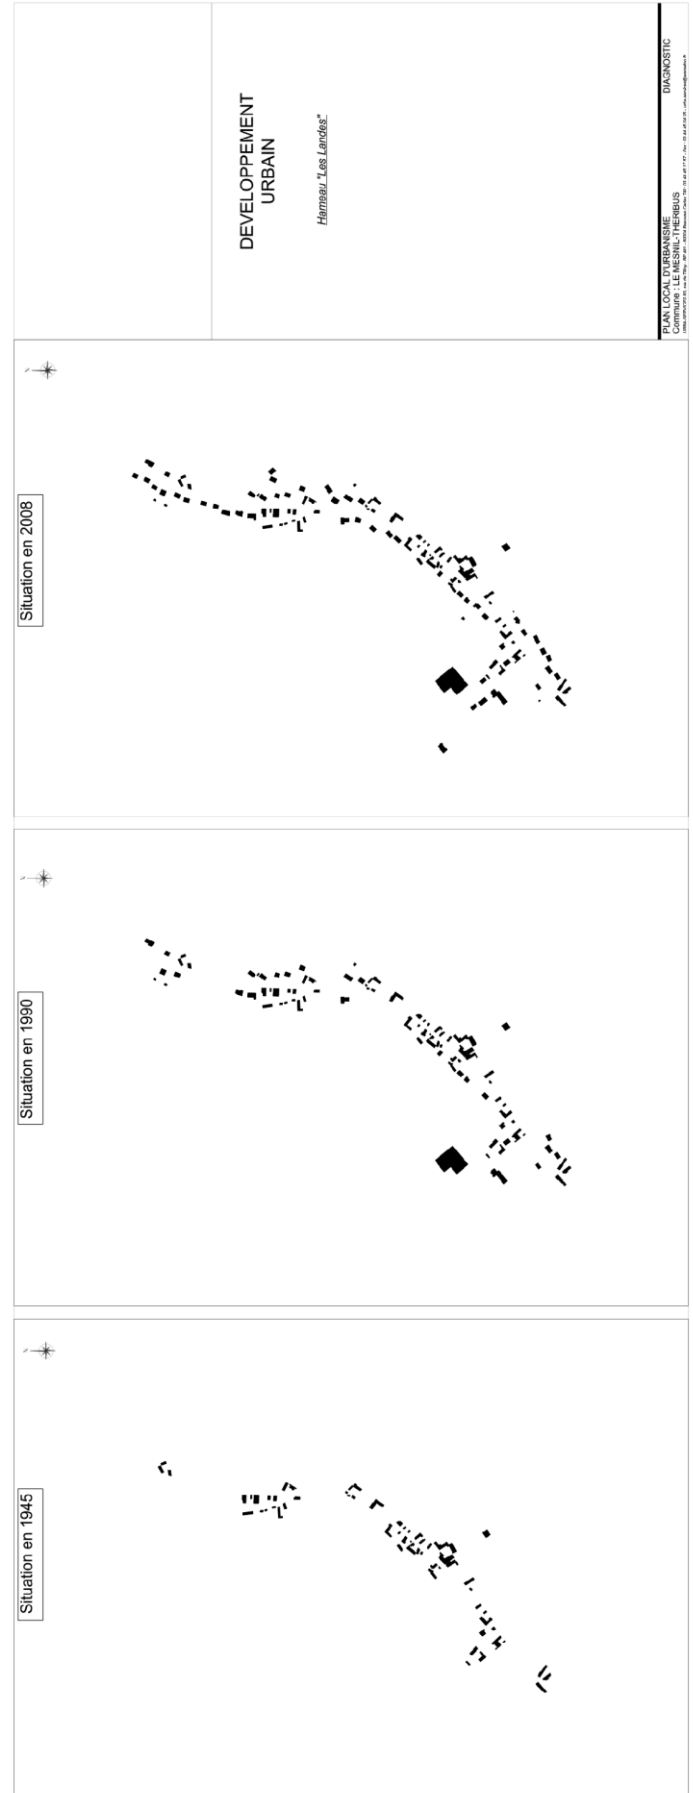 Situation en 1945
Situation en 1990
Situation en 2008
DEVELOPPEMENT
URBAIN
Hameau "Les Landes"
PLAN LOCAL D'URBANISME DIAGNOSTIC
Commune : LE MESNIL-THERIBUS